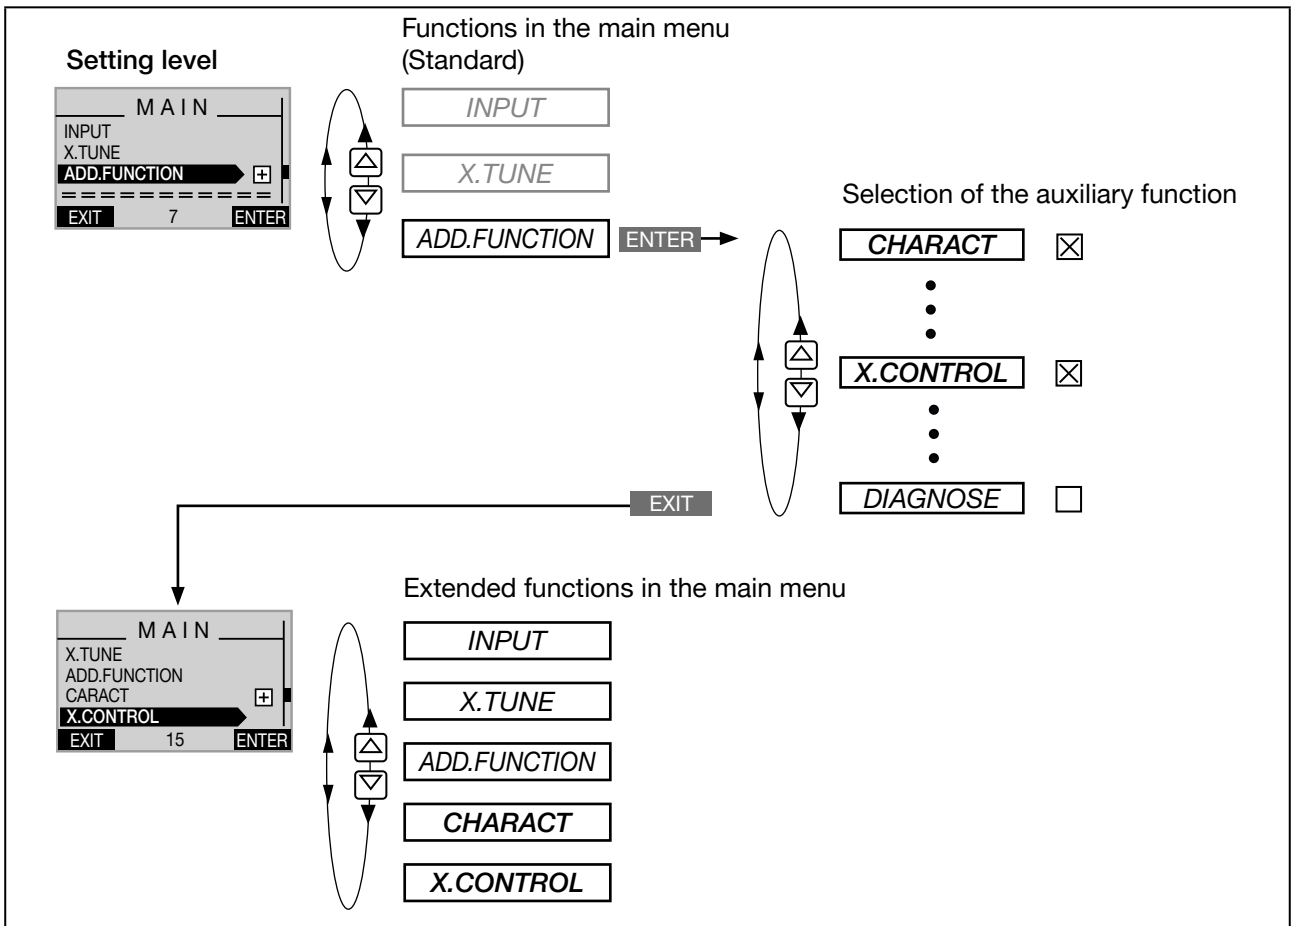 Setting level
MAIN
INPUT
X.TUNE
ADD.FUNCTION
EXIT 7 ENTER
Functions in the main menu
(Standard)
INPUT
X.TUNE
ADD.FUNCTION ENTER
Selection of the auxiliary function
CHARACT
X.CONTROL
DIAGNOSE
EXIT
MAIN
X.TUNE
ADD.FUNCTION
CARACT
X.CONTROL
EXIT 15 ENTER
Extended functions in the main menu
INPUT
X.TUNE
ADD.FUNCTION
CHARACT
X.CONTROL